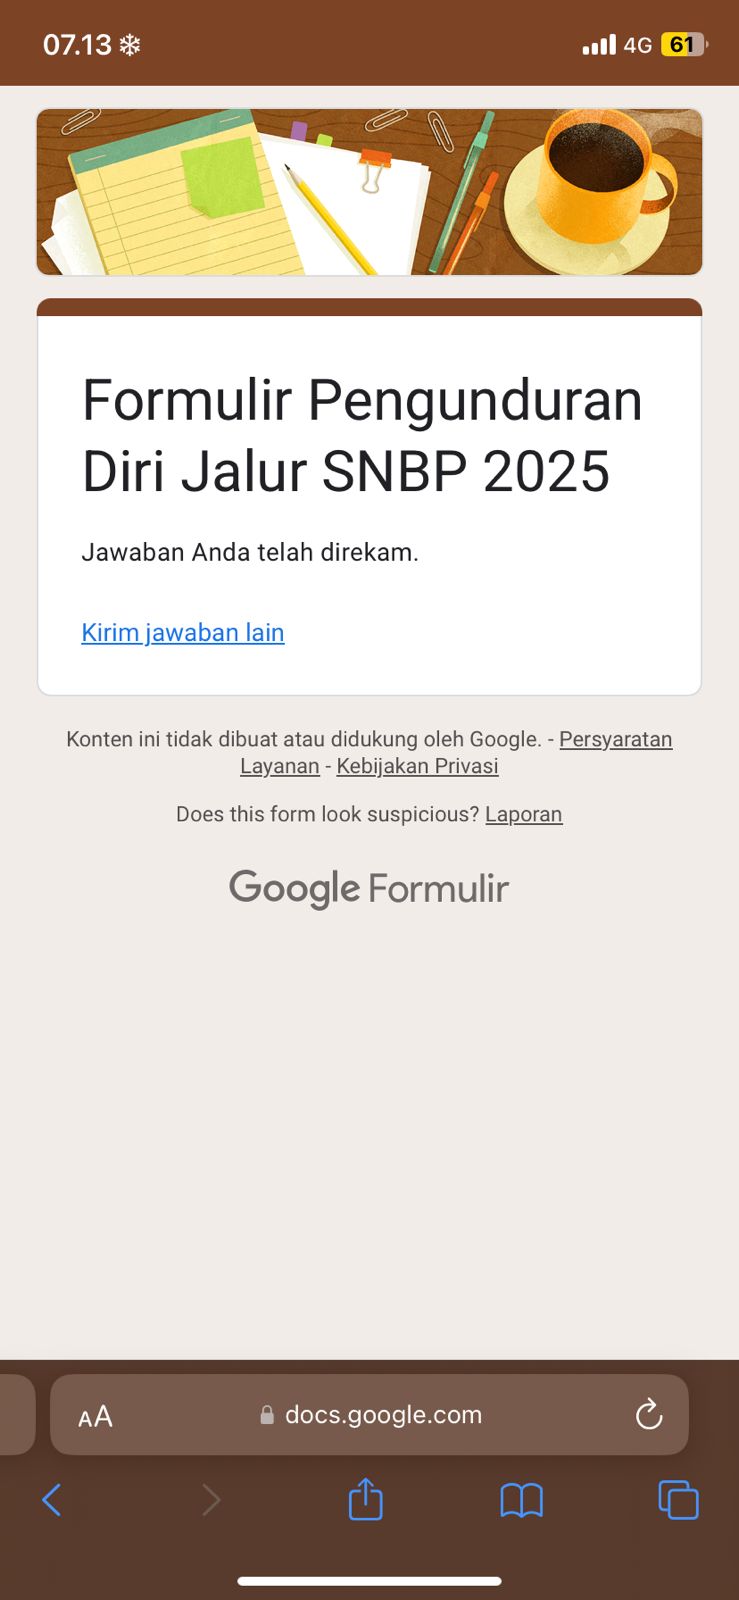 07.13
4G 61
Formulir Pengunduran
Diri Jalur SNBP 2025
Jawaban Anda telah direkam.
Kirim jawaban lain
Konten ini tidak dibuat atau didukung oleh Google. - Persyaratan
Layanan - Kebijakan Privasi
Does this form look suspicious? Laporan
Google Formulir
AA docs.google.com